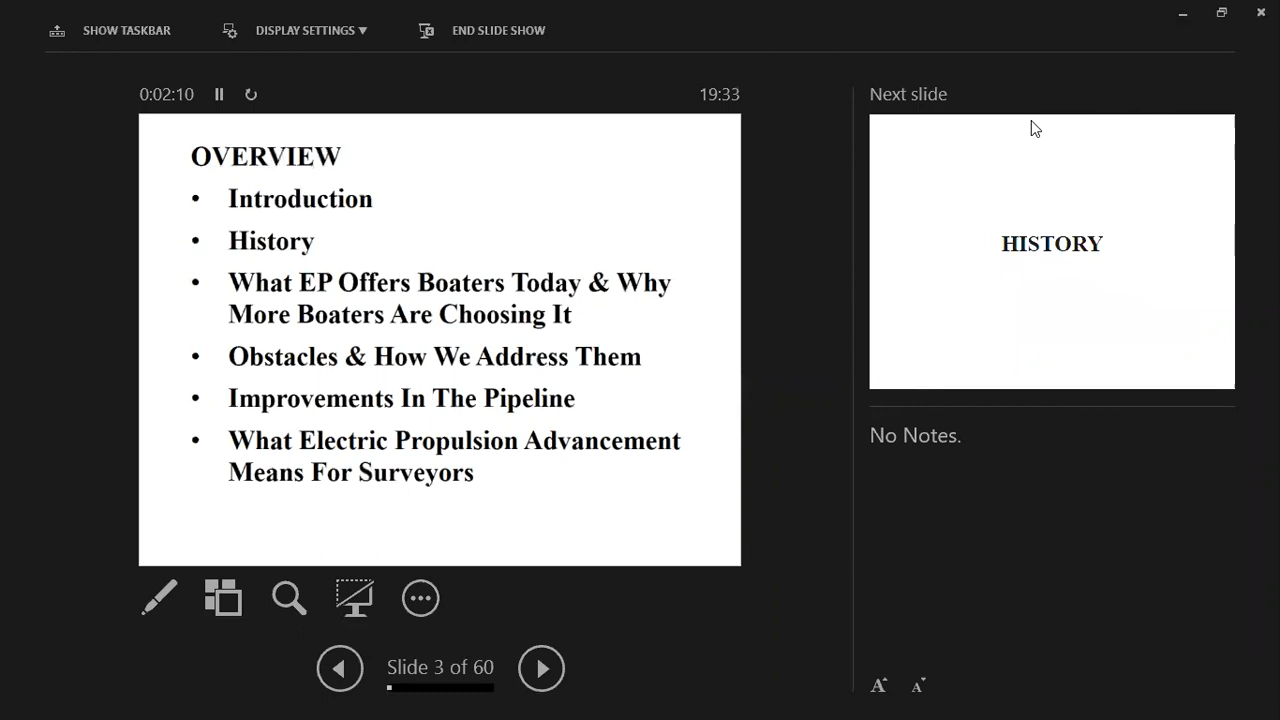 SHOW TASKBAR
DISPLAY SETTINGS ▾
END SLIDE SHOW
0:02:10
19:33
Next slide
OVERVIEW
• Introduction
• History
• What EP Offers Boaters Today & Why
More Boaters Are Choosing It
• Obstacles & How We Address Them
• Improvements In The Pipeline
• What Electric Propulsion Advancement
Means For Surveyors
HISTORY
No Notes.
Slide 3 of 60
A A